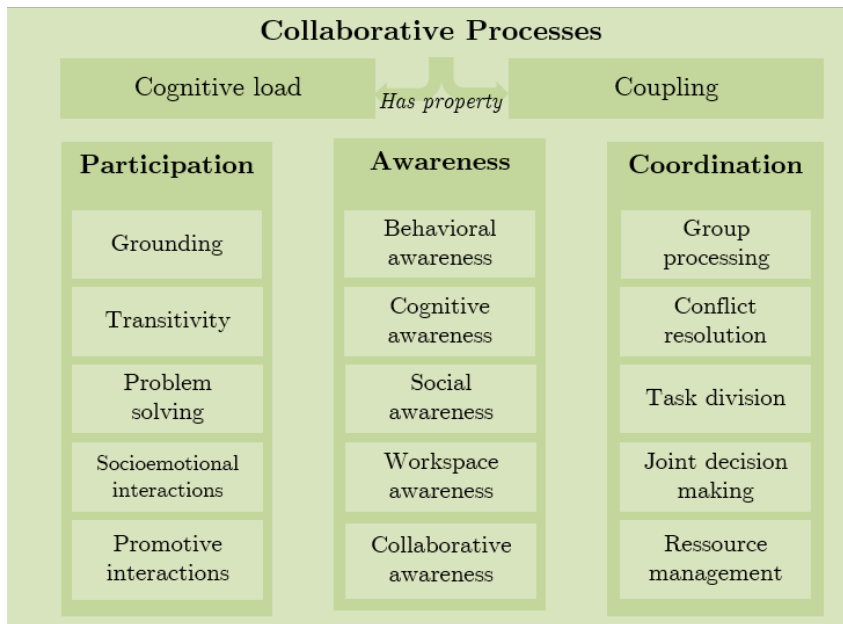 Collaborative Processes
Cognitive load
Has property
Coupling
Participation
Grounding
Transitivity
Problem
solving
Socioemotional
interactions
Promotive
interactions
Awareness
Behavioral
awareness
Cognitive
awareness
Social
awareness
Workspace
awareness
Collaborative
awareness
Coordination
Group
processing
Conflict
resolution
Task division
Joint decision
making
Ressource
management